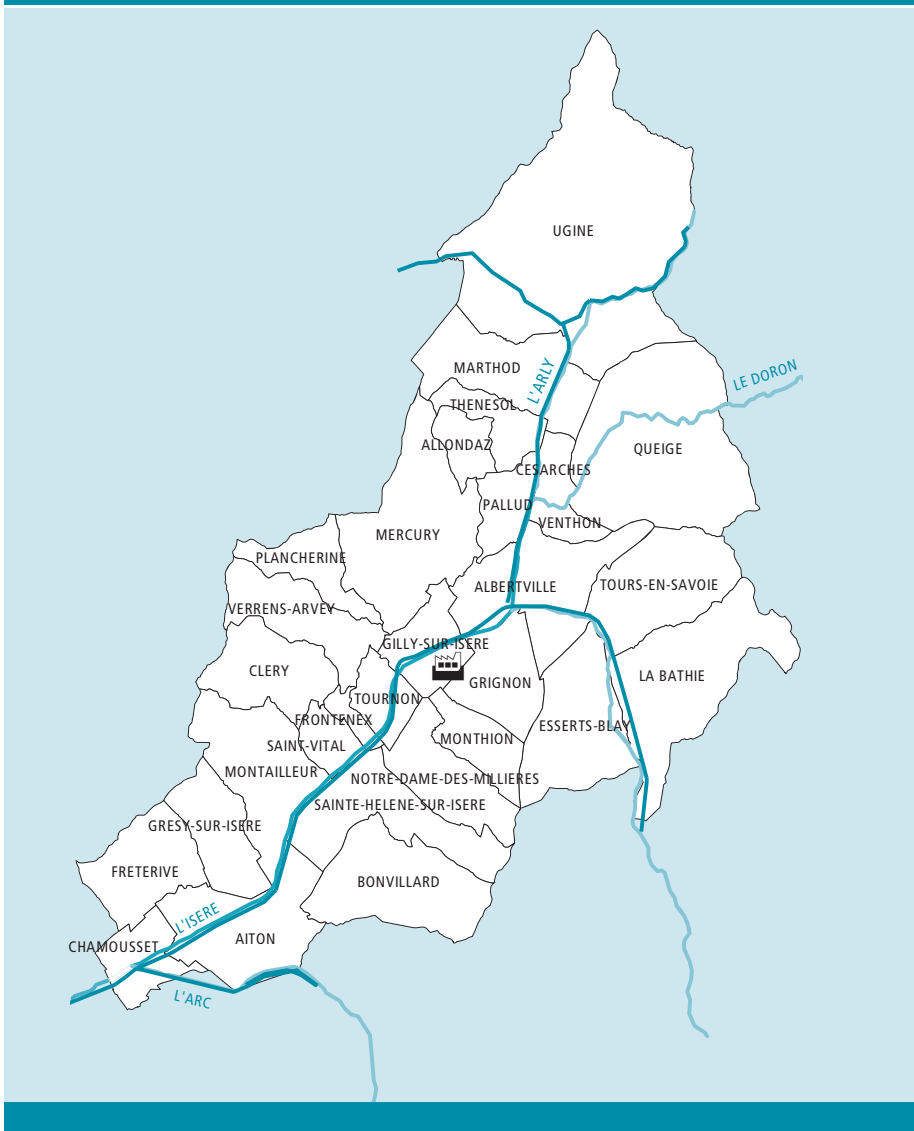 UGINE
MARTHOD
L'ARLY
LE DORON
THENESOL
ALLONDAZ
QUEIGE
CESARCHES
PALLUD
VENTHON
MERCURY
PLANCHERINE
ALBERTVILLE
TOURS-EN-SAVOIE
VERRENS-ARVEY
GILLY-SUR-ISERE
CLERY
GRIGNON
LA BATHIE
TOURNON
FRONTENEX
ESSERTS-BLAY
MONTHION
SAINT-VITAL
MONTAILLEUR
NOTRE-DAME-DES-MILLIERES
SAINTE-HELENE-SUR-ISERE
GRESY-SUR-ISERE
FRETERIVE
BONVILLARD
L'ISERE
AITON
CHAMOUSSET
L'ARC